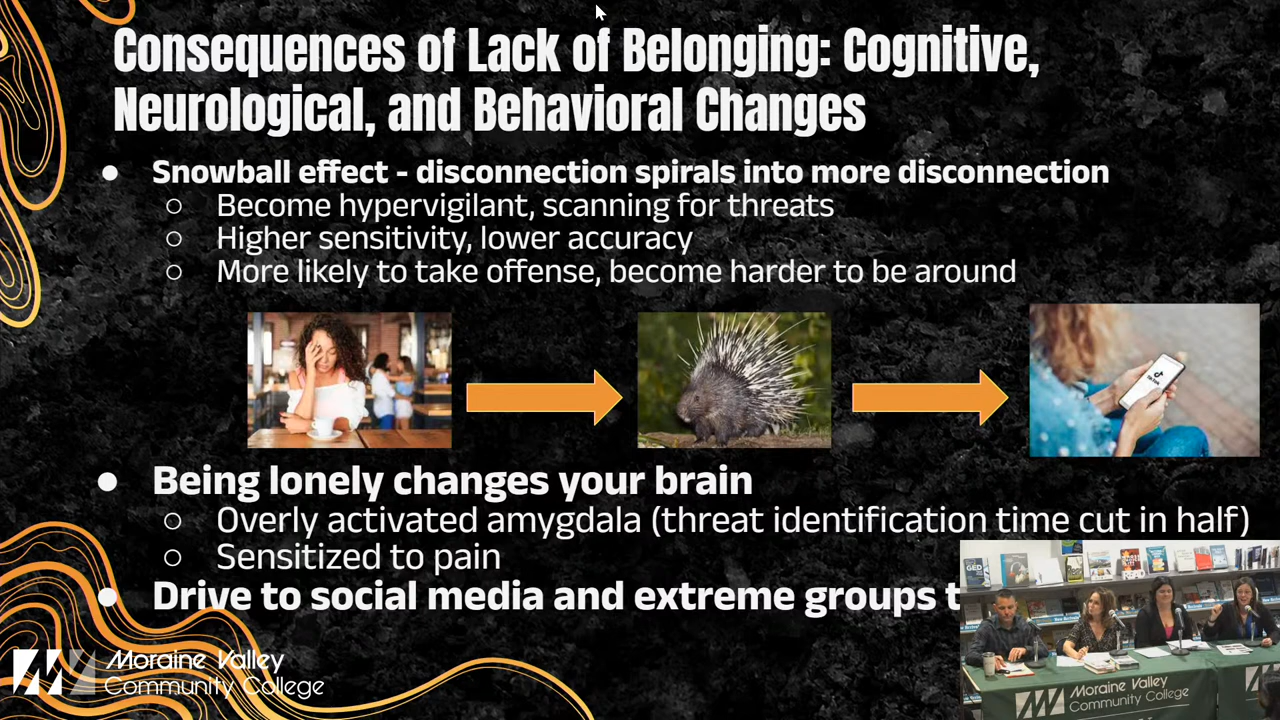 Consequences of Lack of Belonging: Cognitive,
Neurological, and Behavioral Changes
● Snowball effect - disconnection spirals into more disconnection
○ Become hypervigilant, scanning for threats
○ Higher sensitivity, lower accuracy
○ More likely to take offense, become harder to be around
TikTok
● Being lonely changes your brain
○ Overly activated amygdala (threat identification time cut in half)
○ Sensitized to pain
● Drive to social media and extreme groups t
GED
Moraine Valley
Community College
Moraine Valley
Community College